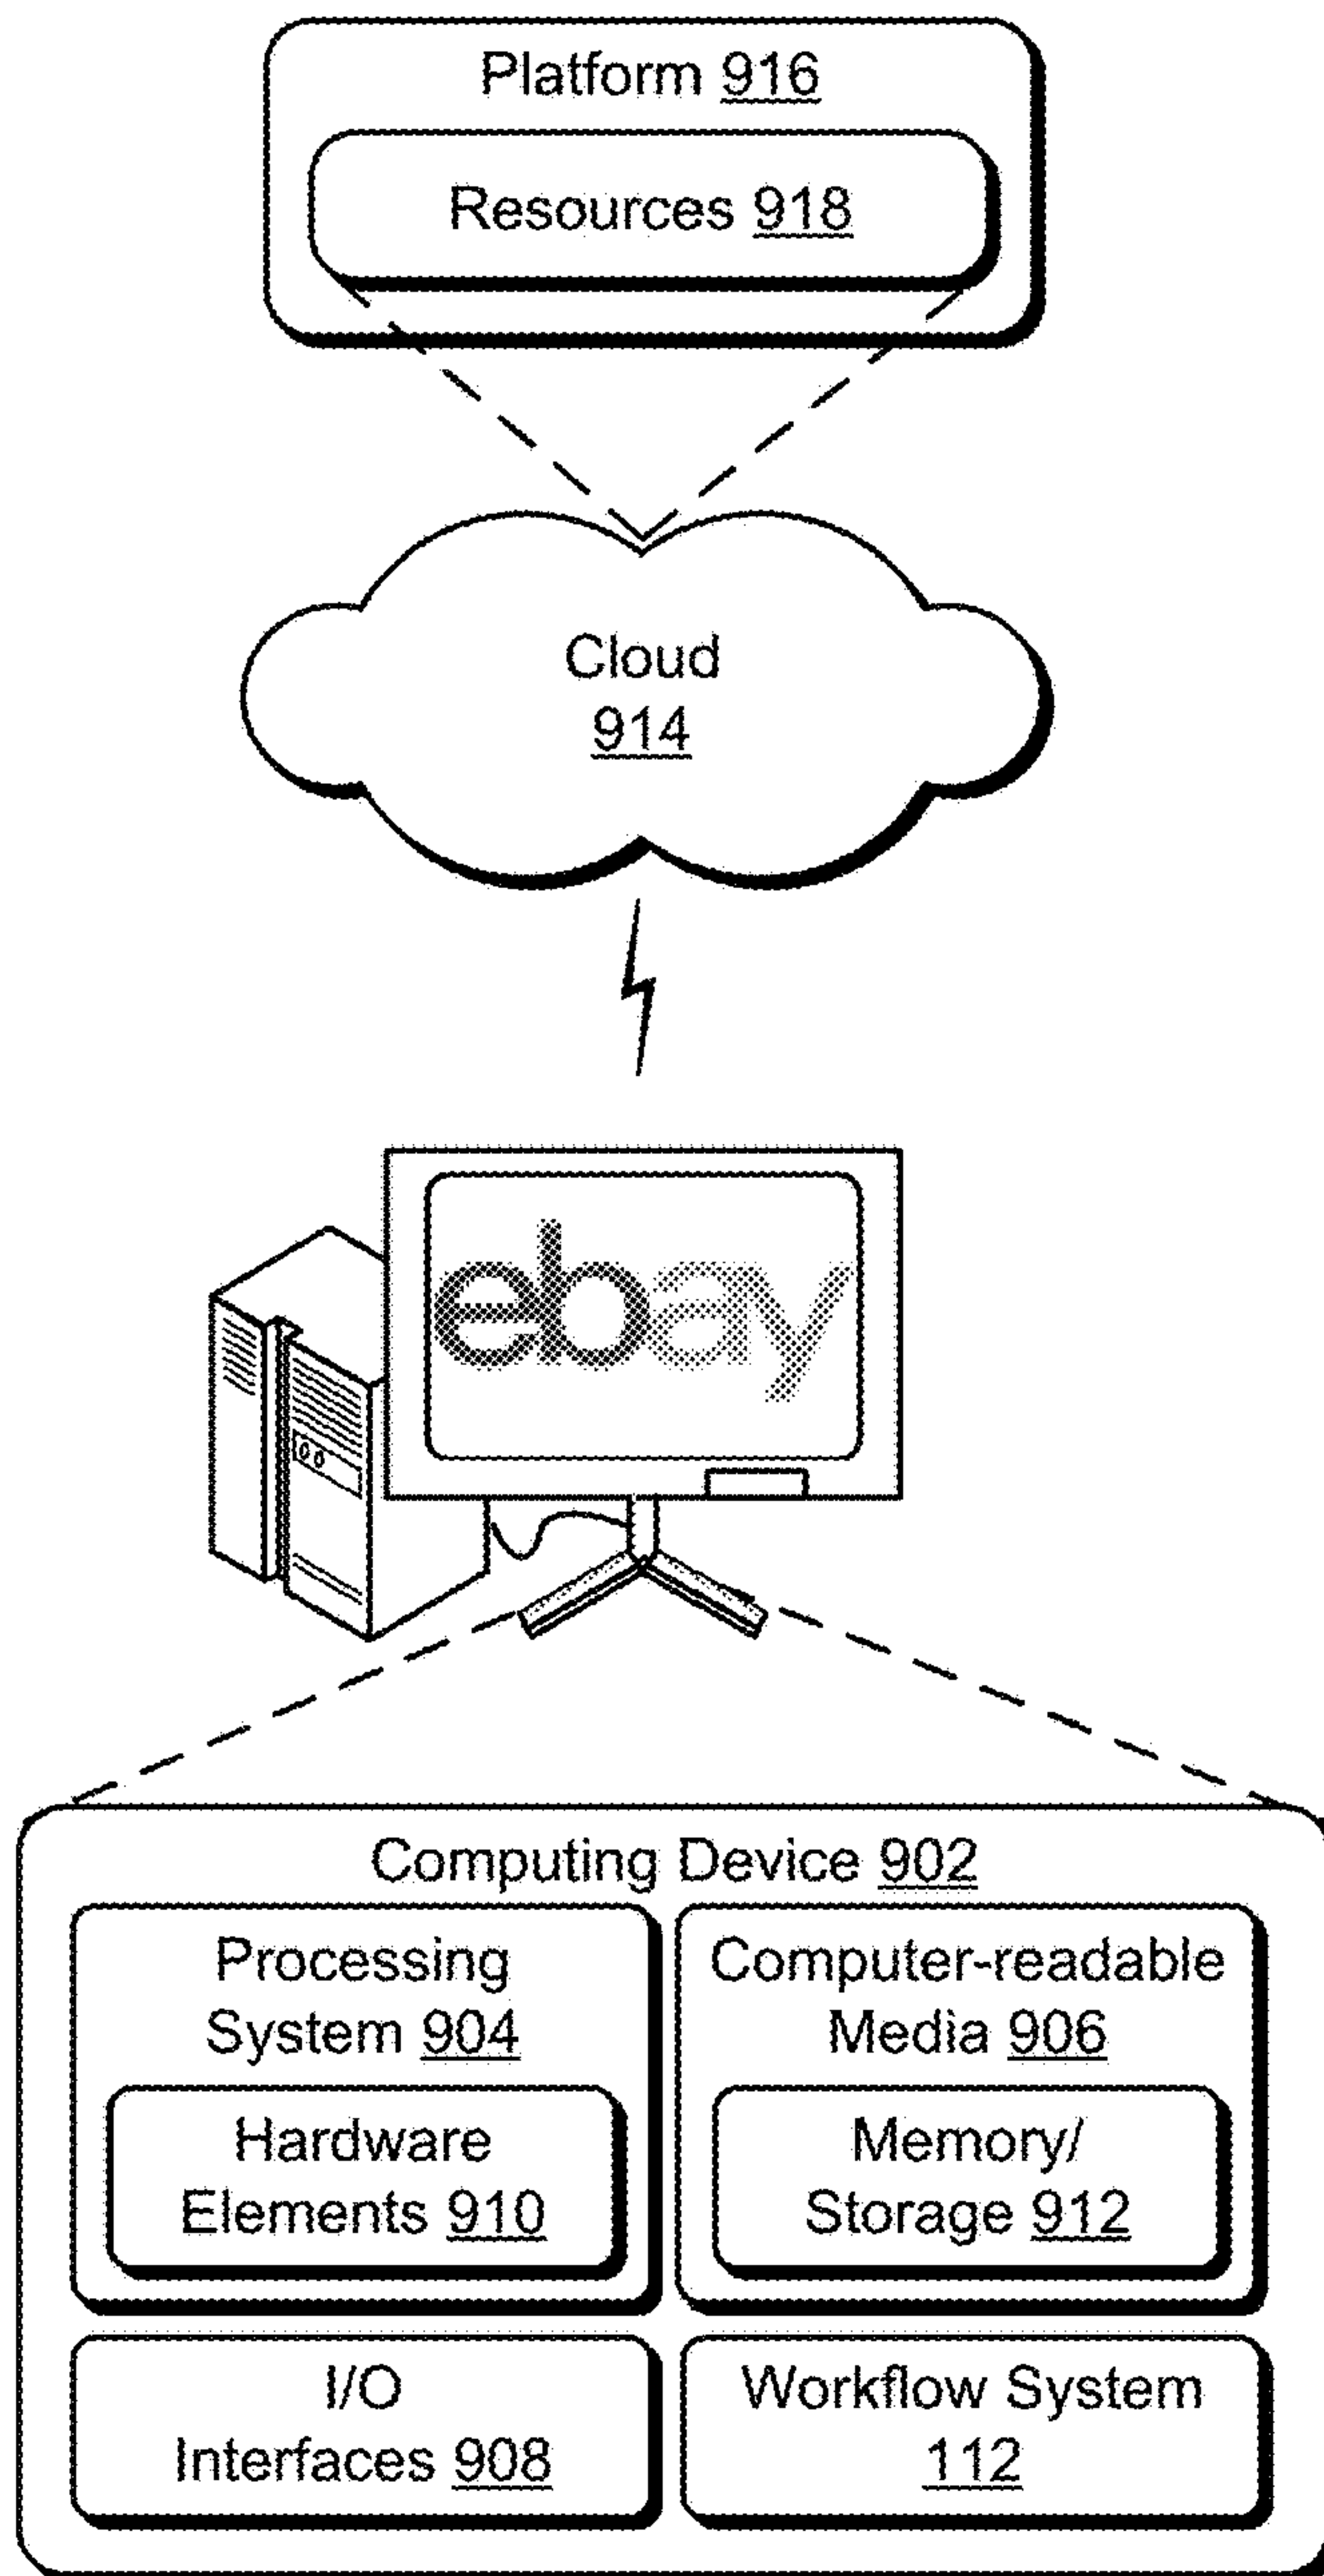 Platform 916
Resources 918
Cloud
914
ebay
Computing Device 902
Processing
System 904
Hardware
Elements 910
Computer-readable
Media 906
Memory/
Storage 912
I/O
Interfaces 908
Workflow System
112